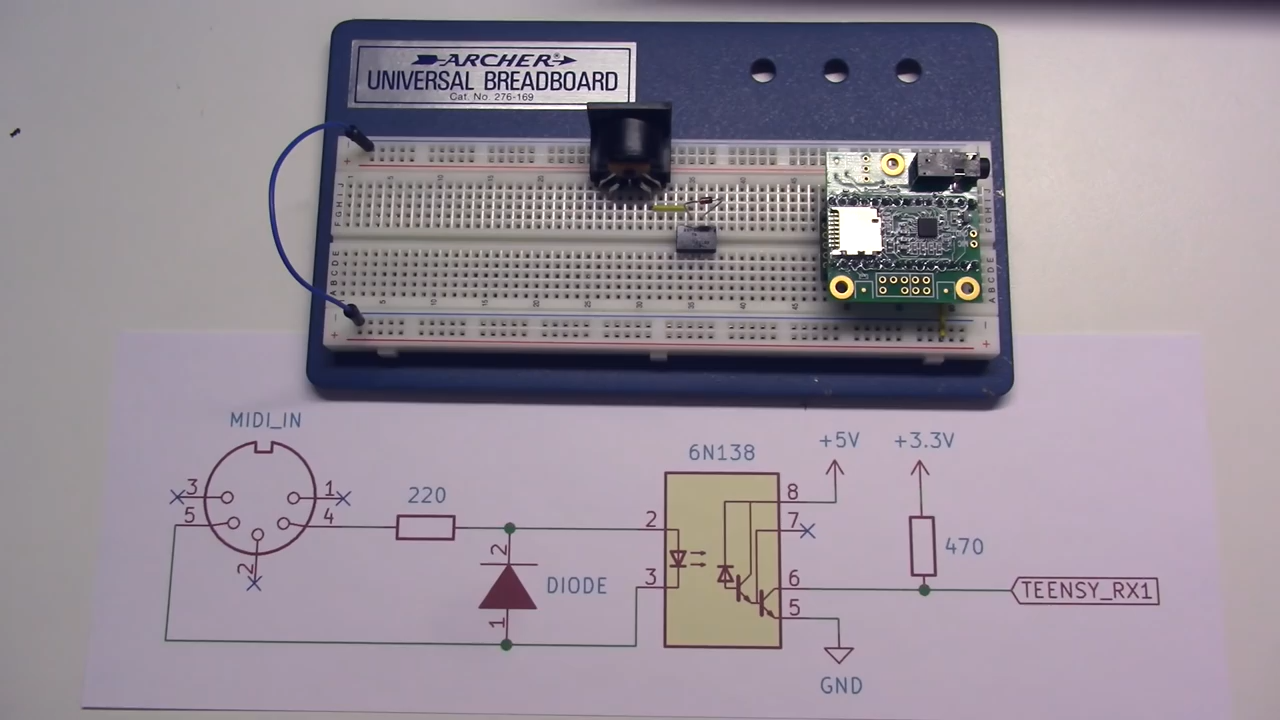 ARCHER®
UNIVERSAL BREADBOARD
Cat. No. 276-169
MIDI_IN
3
1
5
4
2
220
2
1
DIODE
6N138
2
3
8
7
6
5
+5V
+3.3V
470
TEENSY_RX1
GND